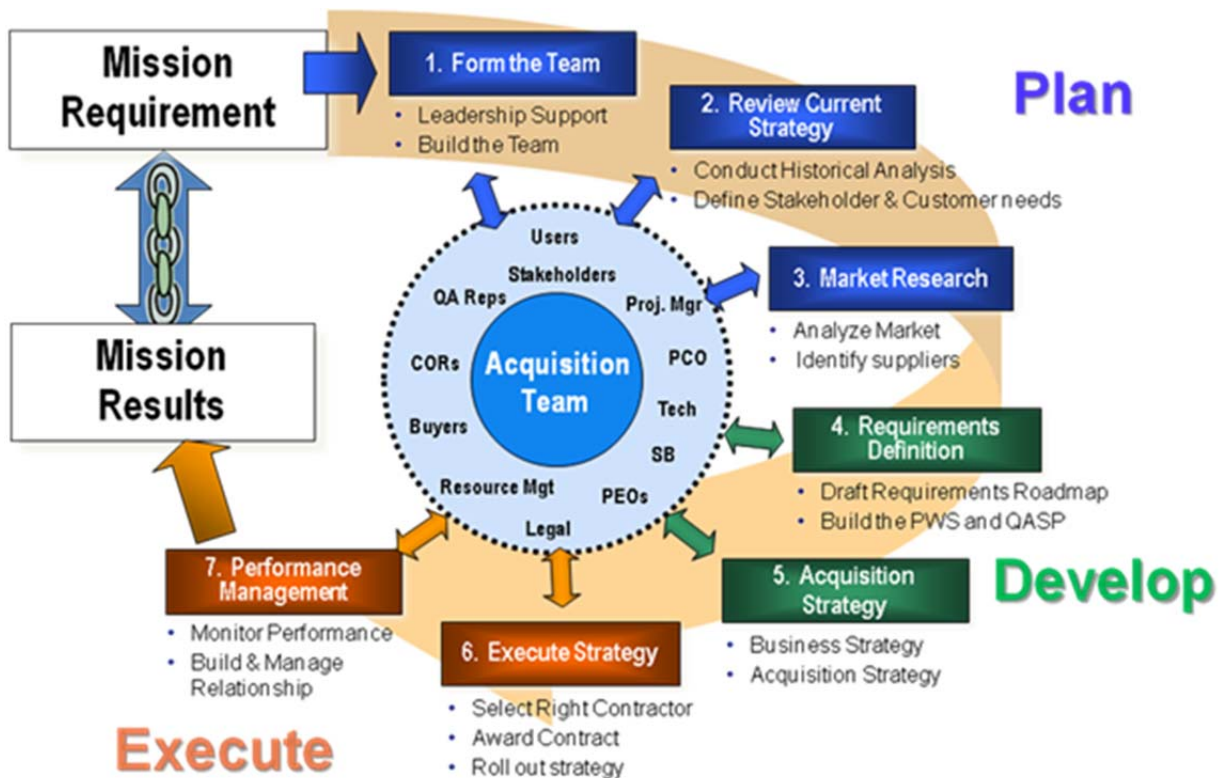 Mission
Requirement
1. Form the Team
• Leadership Support
• Build the Team
Plan
2. Review Current
Strategy
• Conduct Historical Analysis
• Define Stakeholder & Customer needs
3. Market Research
• Analyze Market
• Identify suppliers
Users
Stakeholders
QA Reps
Proj. Mgr
CORs
PCO
Acquisition
Team
Tech
Buyers
SB
Resource Mgt
PEOs
Legal
Mission
Results
4. Requirements
Definition
• Draft Requirements Roadmap
• Build the PWS and QASP
Develop
5. Acquisition
Strategy
• Business Strategy
• Acquisition Strategy
6. Execute Strategy
• Select Right Contractor
• Award Contract
• Roll out strategy
7. Performance
Management
• Monitor Performance
• Build & Manage
Relationship
Execute